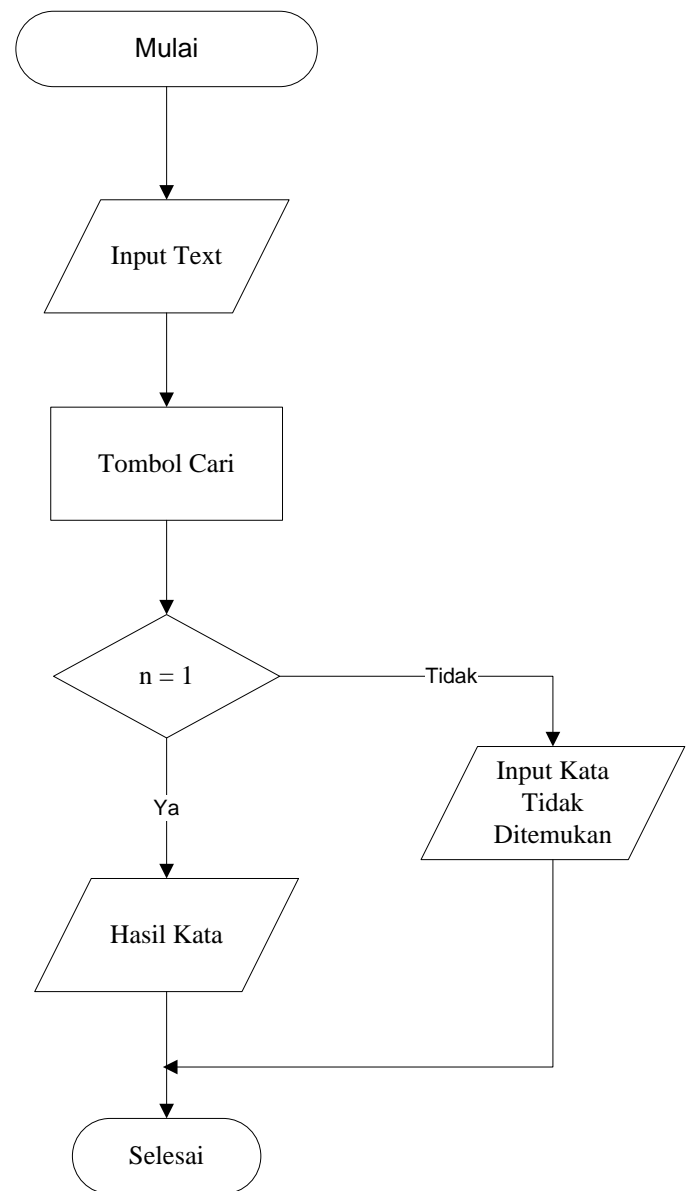 Mulai
Input Text
Tombol Cari
n = 1
Tidak
Input Kata
Tidak
Ditemukan
Ya
Hasil Kata
Selesai